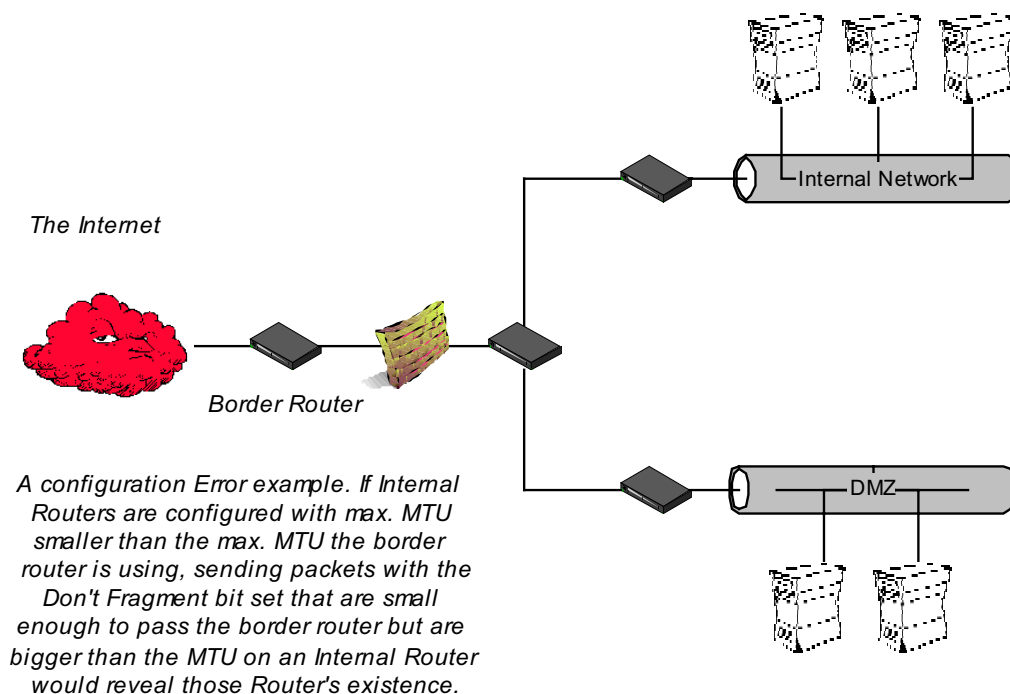 Internal Network
The Internet
Border Router
A configuration Error example. If Internal
Routers are configured with max. MTU
smaller than the max. MTU the border
router is using, sending packets with the
Don't Fragment bit set that are small
enough to pass the border router but are
bigger than the MTU on an Internal Router
would reveal those Router's existence.
DMZ